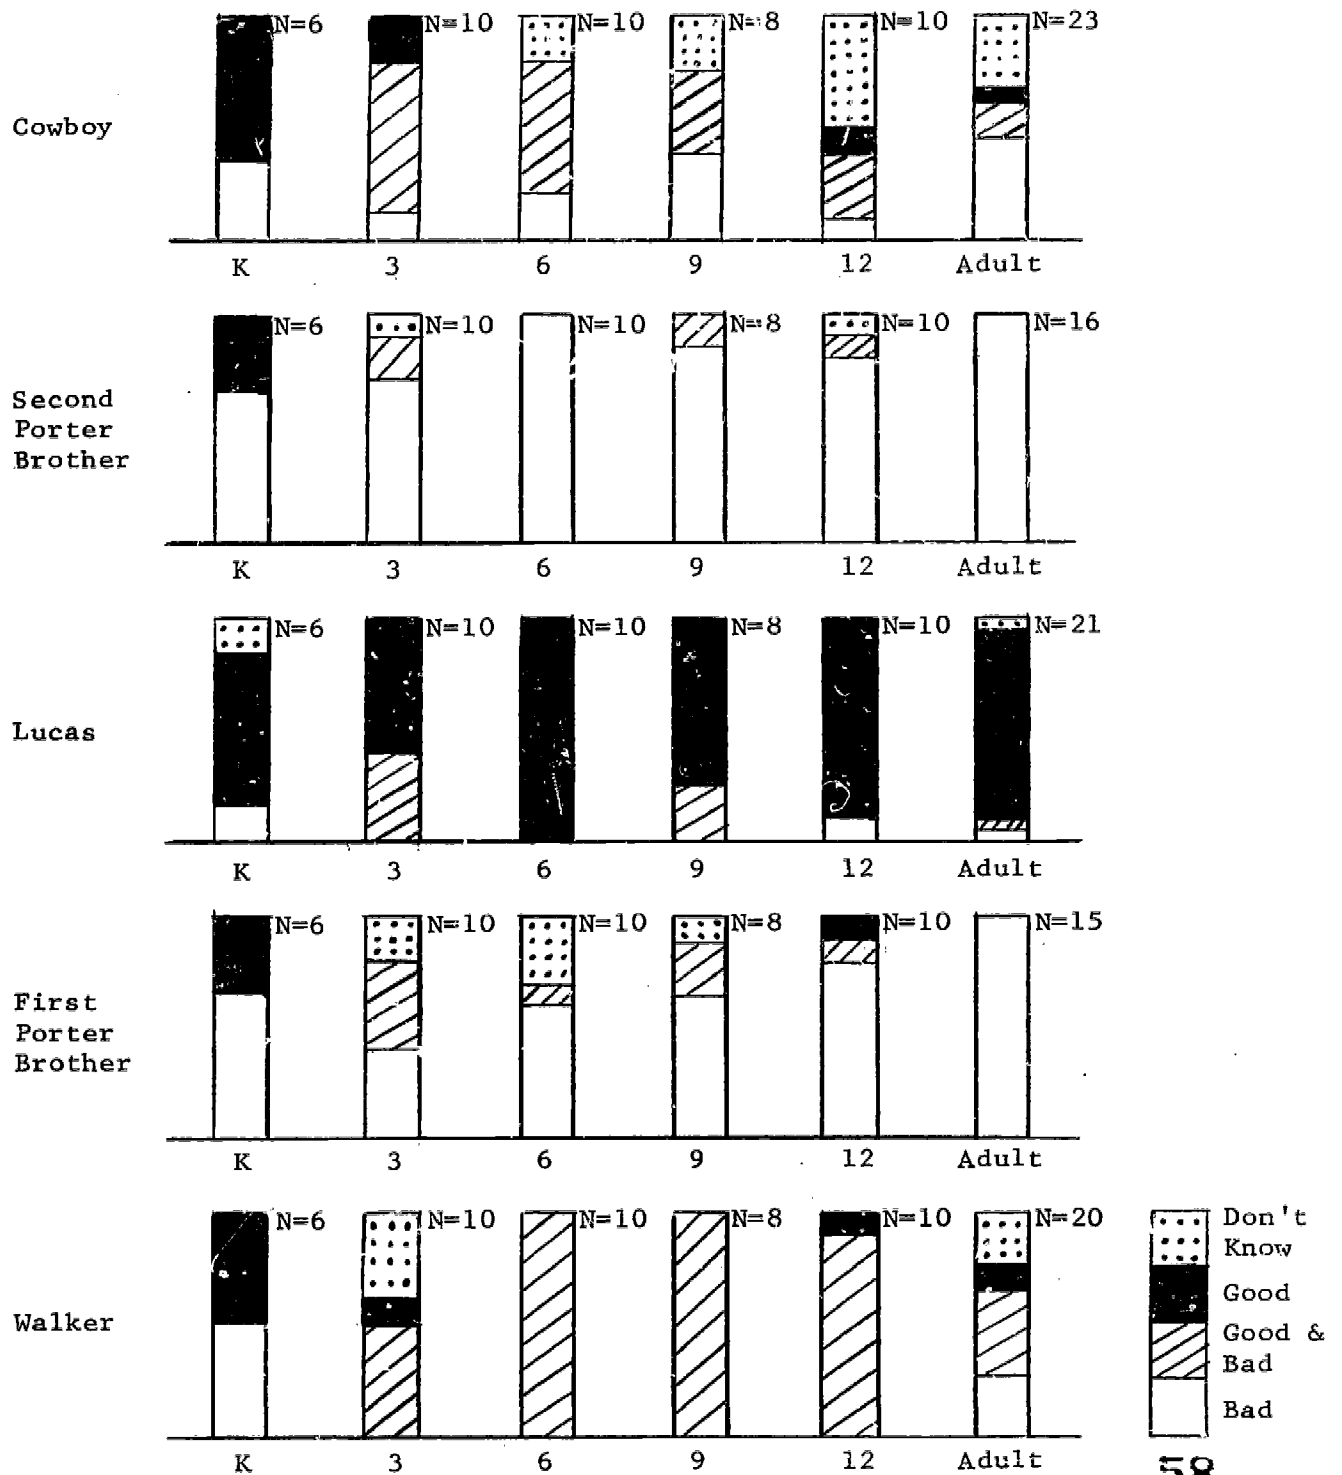 N=6 N=10 N=10 N=8 N=10 N=23
Cowboy
K 3 6 9 12 Adult
N=6 N=10 N=10 N=8 N=10 N=16
Second
Porter
Brother
K 3 6 9 12 Adult
N=6 N=10 N=10 N=8 N=10 N=21
Lucas
K 3 6 9 12 Adult
N=6 N=10 N=10 N=8 N=10 N=15
First
Porter
Brother
K 3 6 9 12 Adult
N=6 N=10 N=10 N=8 N=10 N=20
Walker
K 3 6 9 12 Adult
Don't
Know
Good
Good &
Bad
Bad
58